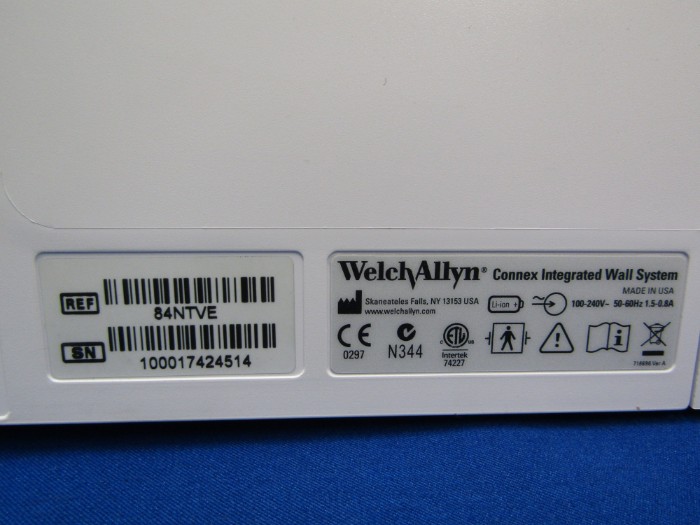 REF
84NTVE
SN
100017424514
WelchAllyn® Connex Integrated Wall System
MADE IN USA
Skaneateles Falls, NY 13153 USA
www.welchallyn.com
Li-ion
100-240V~ 50-60Hz 1.5-0.8A
CE
0297
N344
ETL
Intertek
74227